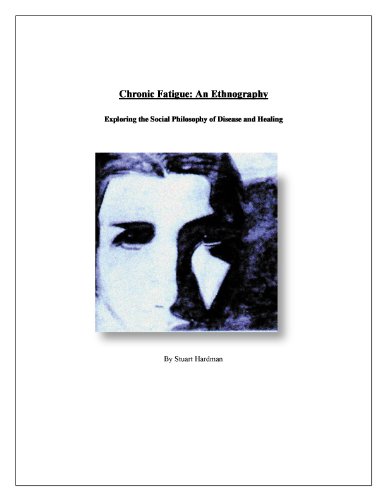 Chronic Fatigue: An Ethnography
Exploring the Social Philosophy of Disease and Healing
By Stuart Hardman